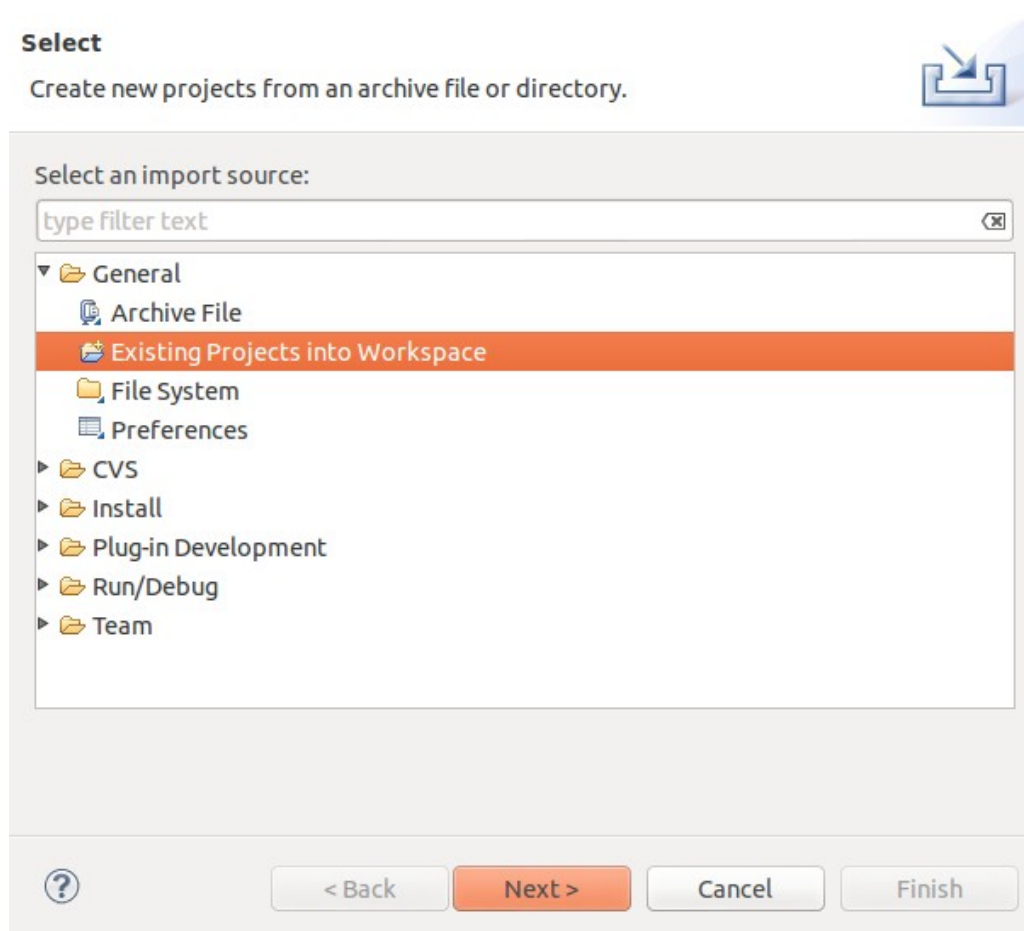 Select
Create new projects from an archive file or directory.
Select an import source:
type filter text
General
Archive File
Existing Projects into Workspace
File System
Preferences
CVS
Install
Plug-in Development
Run/Debug
Team
?
< Back Next > Cancel Finish